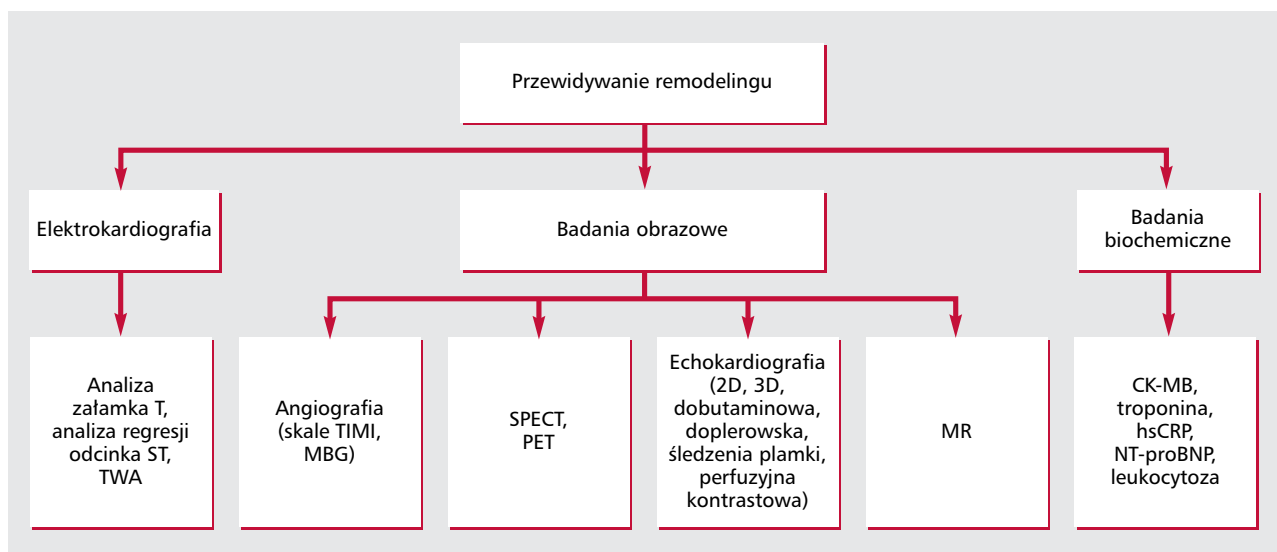 Przewidywanie remodelingu
Elektrokardiografia
Badania obrazowe
Badania
biochemiczne
Analiza
załamka T,
analiza regresji
odcinka ST,
TWA
Angiografia
(skale TIMI,
MBG)
SPECT,
PET
Echokardiografia
(2D, 3D,
dobutaminowa,
doplerowska,
śledzenia plamki,
perfuzyjna
kontrastowa)
MR
CK-MB,
troponina,
hsCRP,
NT-proBNP,
leukocytoza